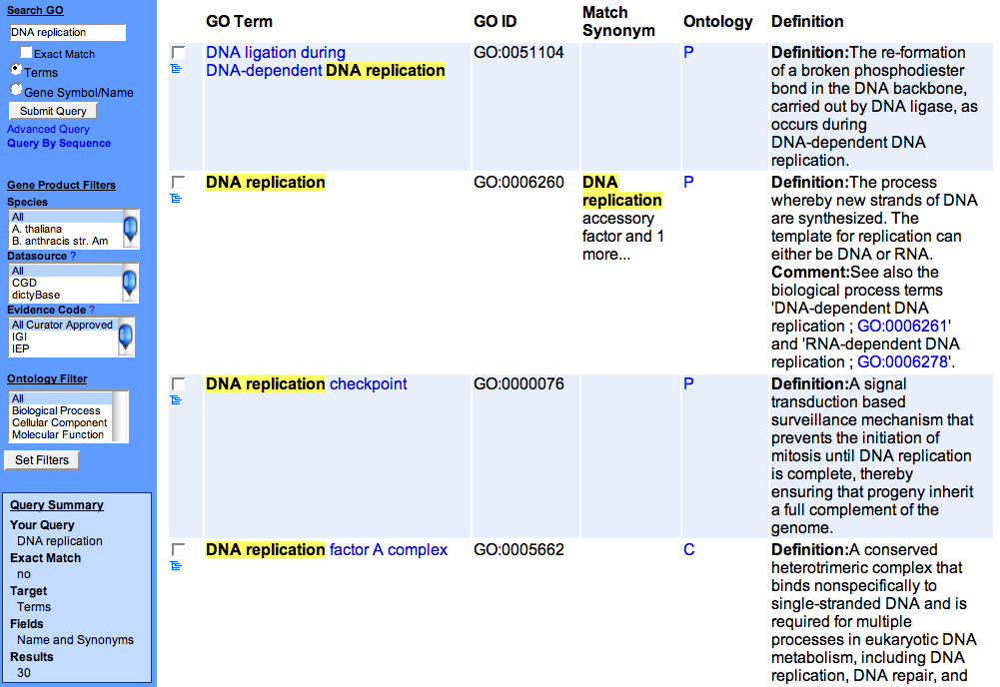 Search GO
DNA replication
Exact Match
Terms
Gene Symbol/Name
Submit Query
Advanced Query
Query By Sequence
Gene Product Filters
Species
All
A. thaliana
B. anthracis str. Am
Datasource ?
All
CGD
dictyBase
Evidence Code ?
All Curator Approved
IGI
IEP
Ontology Filter
All
Biological Process
Cellular Component
Molecular Function
Set Filters
Query Summary
Your Query
DNA replication
Exact Match
no
Target
Terms
Fields
Name and Synonyms
Results
30
GO Term
GO ID
Match
Synonym
Ontology
Definition
DNA ligation during
DNA-dependent DNA replication
GO:0051104
P
Definition:The re-formation
of a broken phosphodiester
bond in the DNA backbone,
carried out by DNA ligase, as
occurs during
DNA-dependent DNA
replication.
DNA replication
GO:0006260
DNA
replication
accessory
factor and 1
more...
P
Definition:The process
whereby new strands of DNA
are synthesized. The
template for replication can
either be DNA or RNA.
Comment:See also the
biological process terms
'DNA-dependent DNA
replication ; GO:0006261'
and 'RNA-dependent DNA
replication ; GO:0006278'.
DNA replication checkpoint
GO:0000076
P
Definition:A signal
transduction based
surveillance mechanism that
prevents the initiation of
mitosis until DNA replication
is complete, thereby
ensuring that progeny inherit
a full complement of the
genome.
DNA replication factor A complex
GO:0005662
C
Definition:A conserved
heterotrimeric complex that
binds nonspecifically to
single-stranded DNA and is
required for multiple
processes in eukaryotic DNA
metabolism, including DNA
replication, DNA repair, and